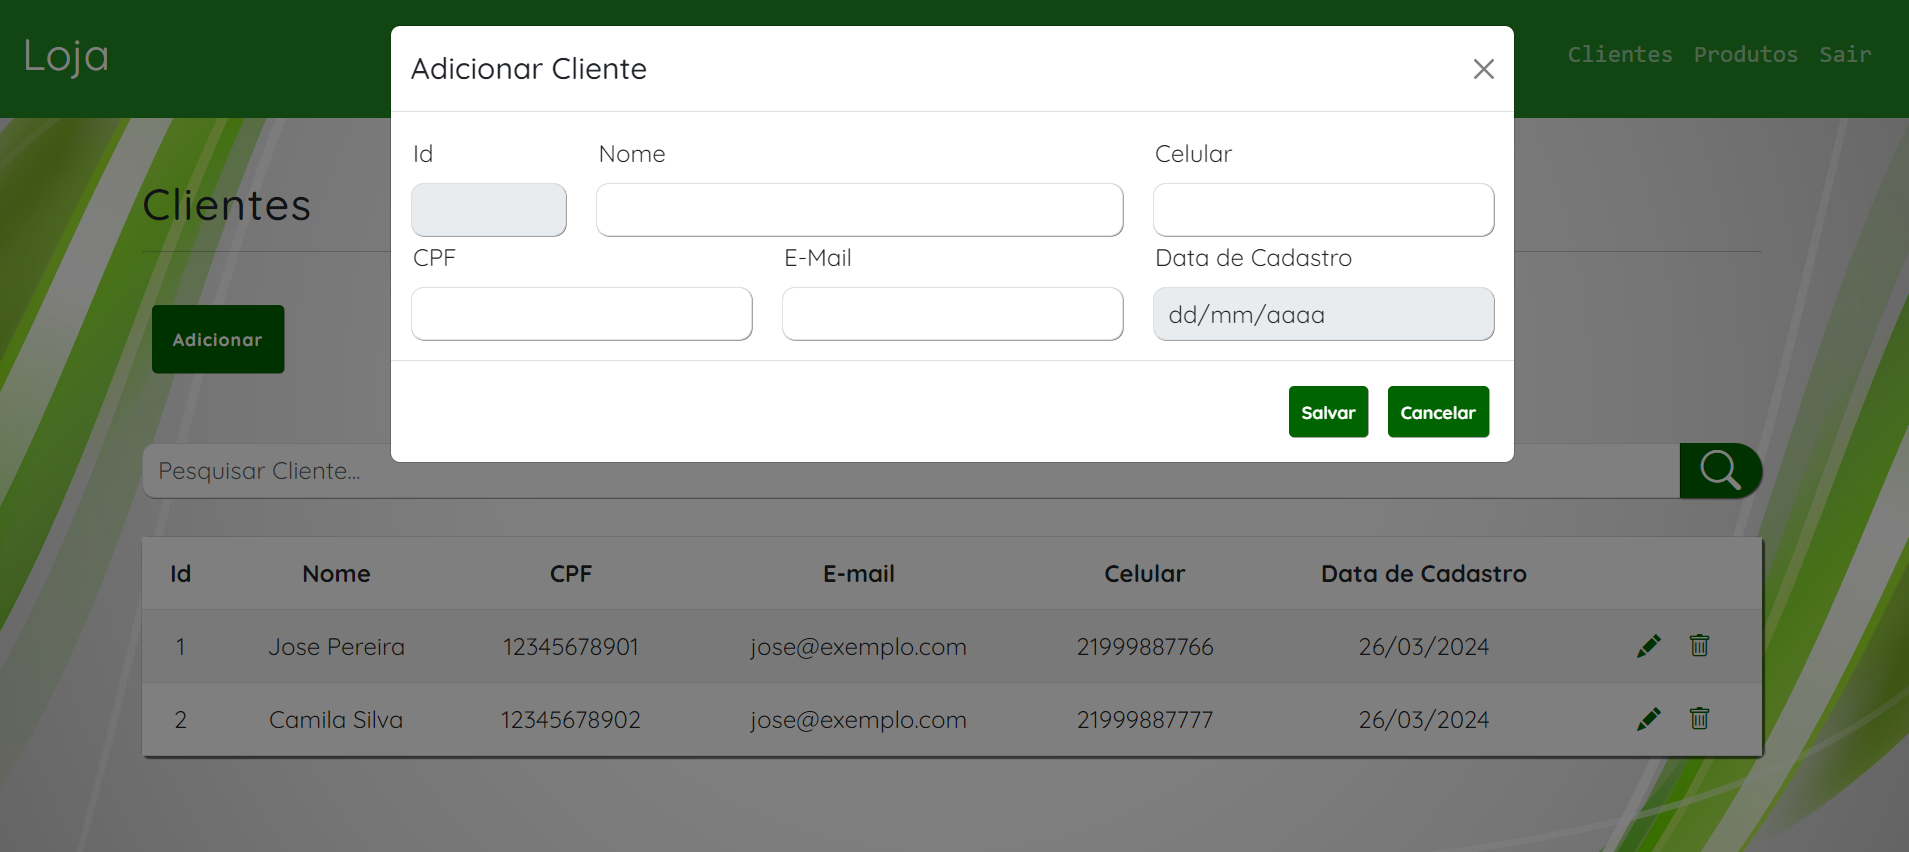 Loja
Clientes Produtos Sair
Adicionar Cliente
Id Nome Celular
CPF E-Mail Data de Cadastro
dd/mm/aaaa
Salvar Cancelar
Clientes
Adicionar
Pesquisar Cliente...
Id Nome CPF E-mail Celular Data de Cadastro
1 Jose Pereira 12345678901 jose@exemplo.com 21999887766 26/03/2024
2 Camila Silva 12345678902 jose@exemplo.com 21999887777 26/03/2024